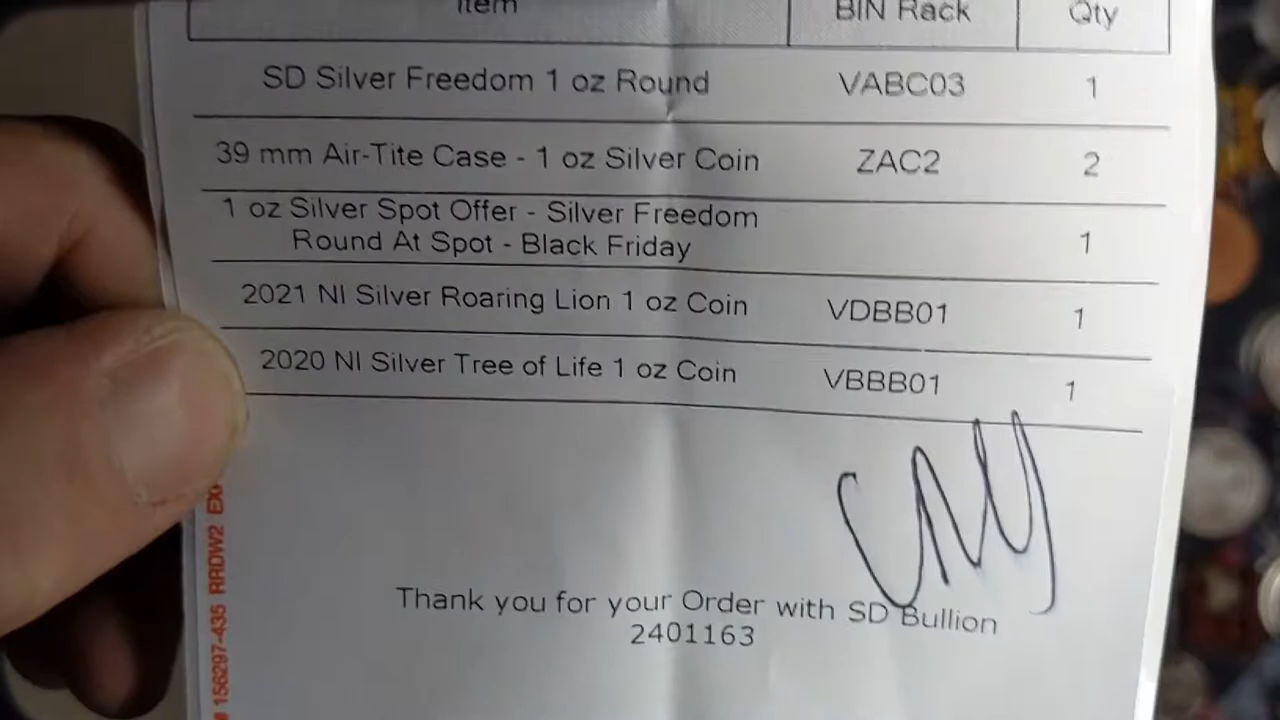 Item BIN Rack Qty
SD Silver Freedom 1 oz Round VABC03 1
39 mm Air-Tite Case - 1 oz Silver Coin ZAC2 2
1 oz Silver Spot Offer - Silver Freedom
Round At Spot - Black Friday 1
2021 NI Silver Roaring Lion 1 oz Coin VDBB01 1
2020 NI Silver Tree of Life 1 oz Coin VBBB01 1
Thank you for your Order with SD Bullion
2401163
# 156297-435 RRDW2